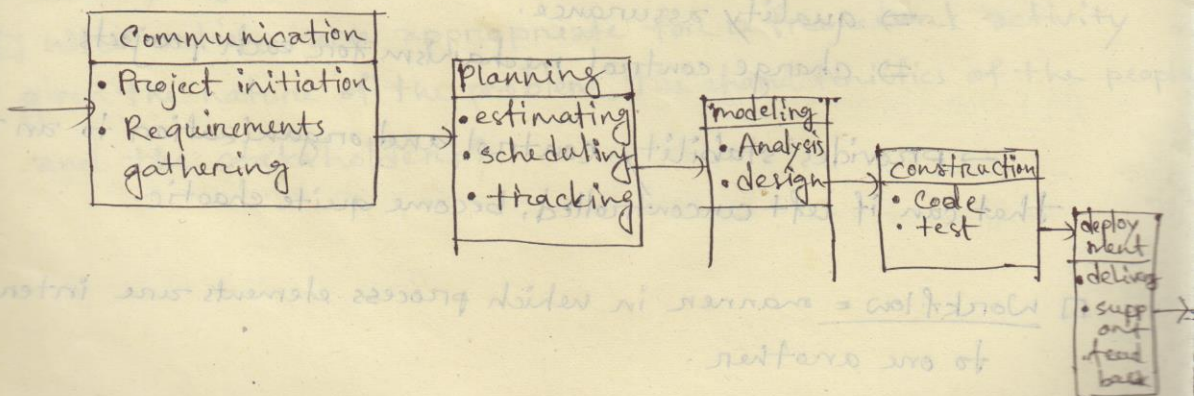 Communication
• Project initiation
• Requirements
gathering
planning
• estimating
• scheduling
• tracking
modeling
• Analysis
• design
construction
• code
• test
deploy
ment
• delivery
• supp
ort
• feed
back